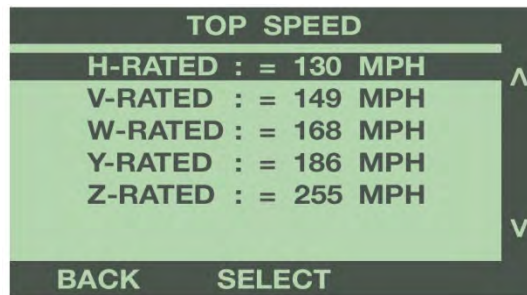 TOP SPEED
H-RATED : = 130 MPH
V-RATED : = 149 MPH
W-RATED : = 168 MPH
Y-RATED : = 186 MPH
Z-RATED : = 255 MPH
BACK SELECT